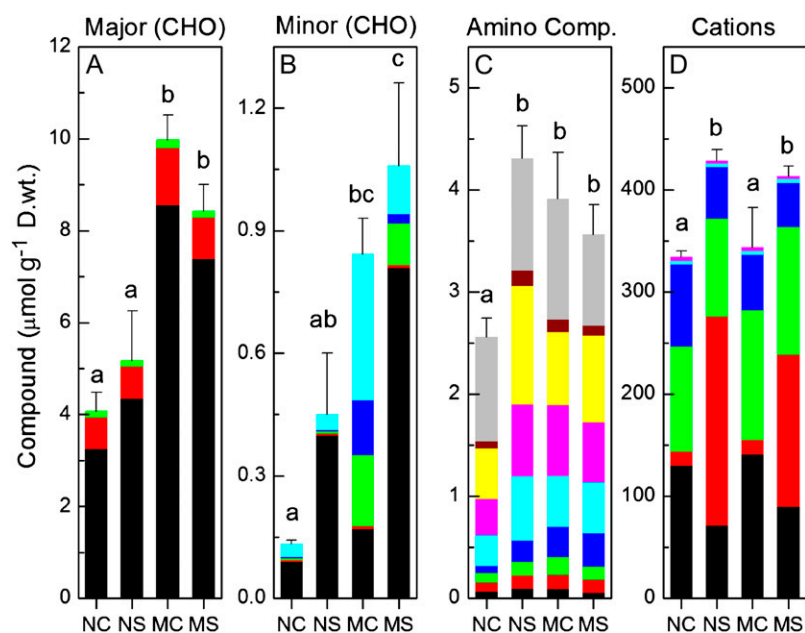 Major (CHO) Minor (CHO) Amino Comp. Cations
Compound (μmol g⁻¹ D.wt.)
A
12
10
8
6
4
2
0
a
a
b
b
NC NS MC MS
B
1.2
0.9
0.6
0.3
0.0
a
ab
bc
c
NC NS MC MS
C
5
4
3
2
1
0
a
b
b
b
NC NS MC MS
D
500
400
300
200
100
0
a
b
a
b
NC NS MC MS